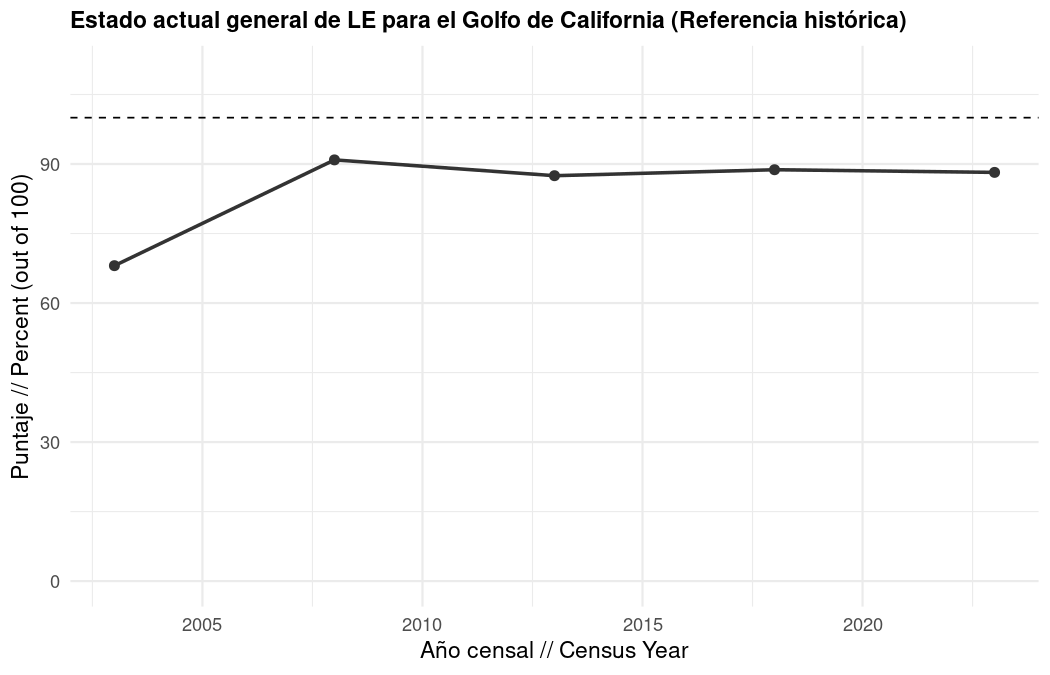 Estado actual general de LE para el Golfo de California (Referencia histórica)
Puntaje // Percent (out of 100)
90
60
30
0
2005
2010
2015
2020
Año censal // Census Year